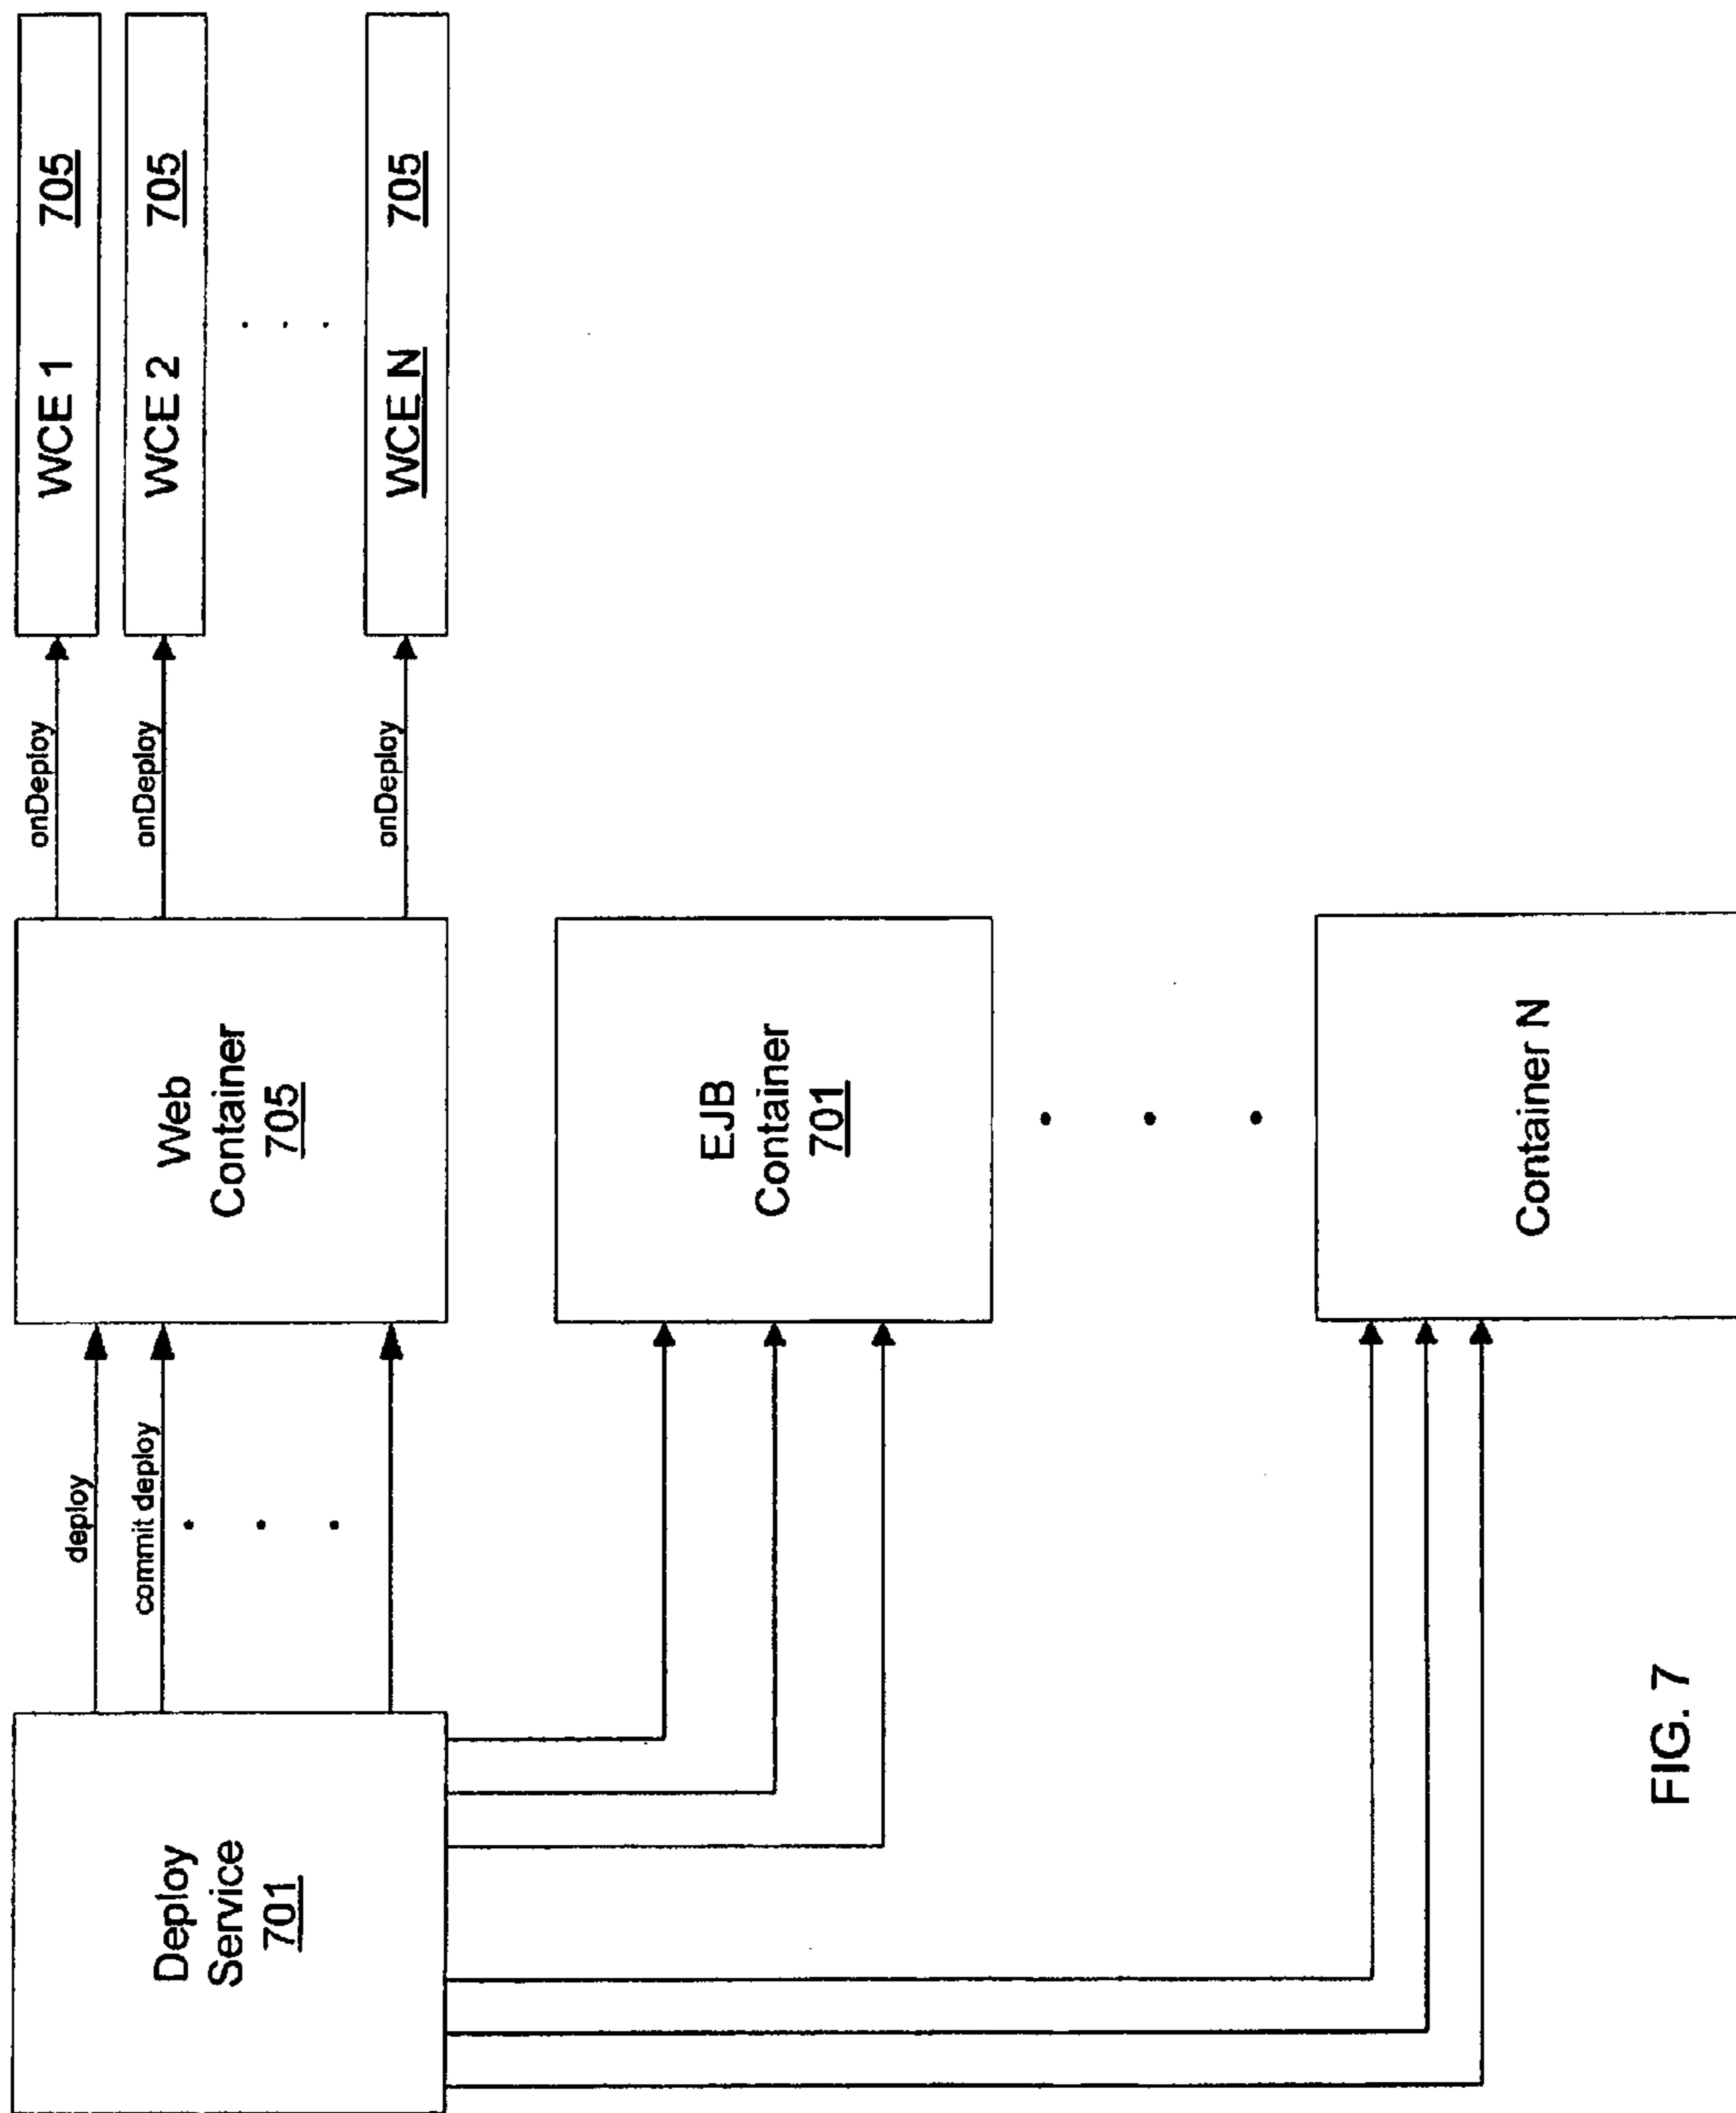 Deploy
Service
701
deploy
commit deploy
Web
Container
705
onDeploy
onDeploy
onDeploy
WCE 1 705
WCE 2 705
WCE N 705
EJB
Container
701
Container N
FIG. 7